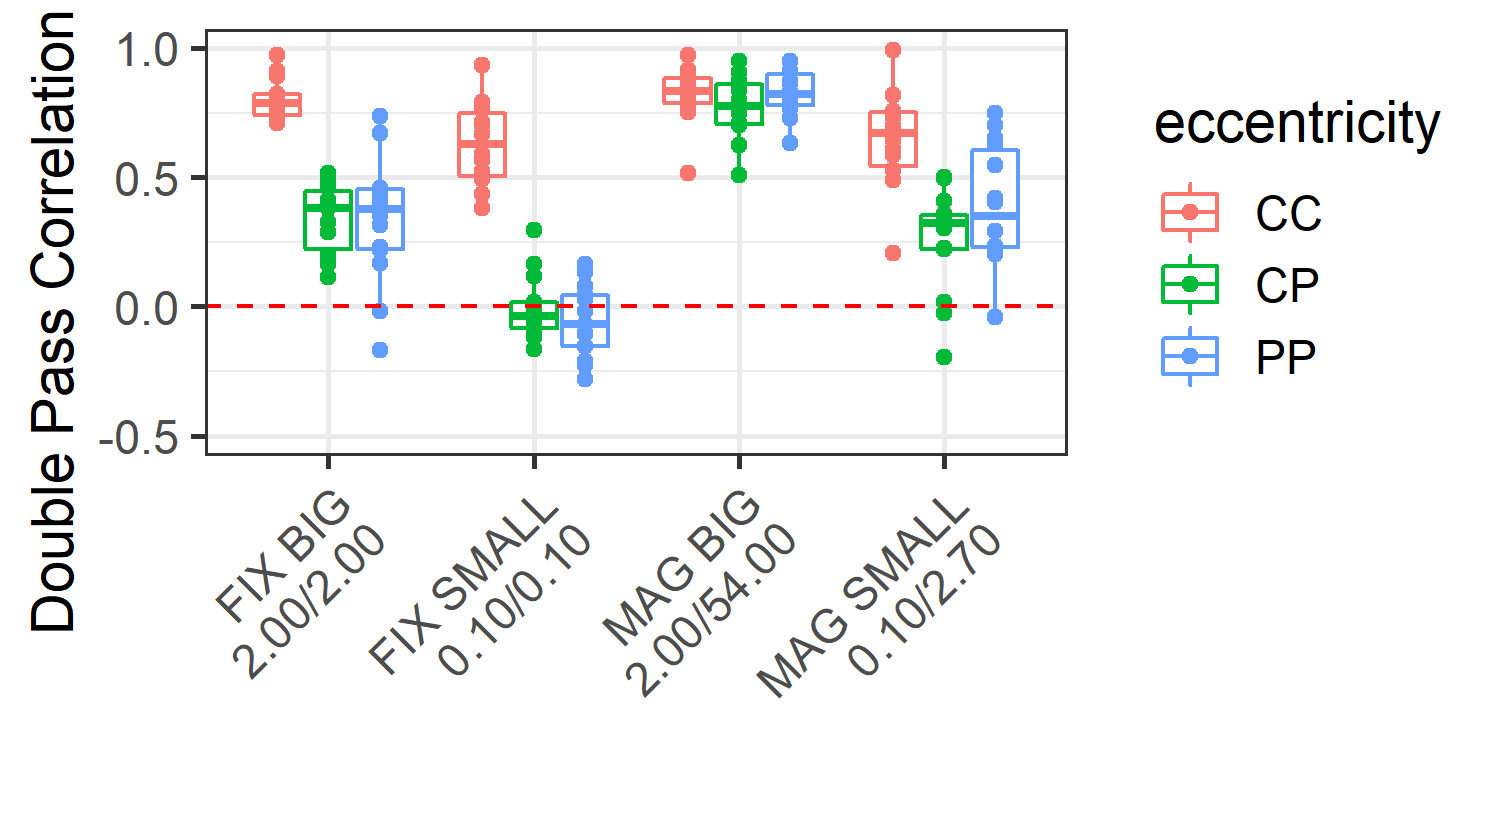 Double Pass Correlation
1.0
0.5
0.0
-0.5
FIX BIG
2.00/2.00
FIX SMALL
0.10/0.10
MAG BIG
2.00/54.00
MAG SMALL
0.10/2.70
eccentricity
CC
CP
PP